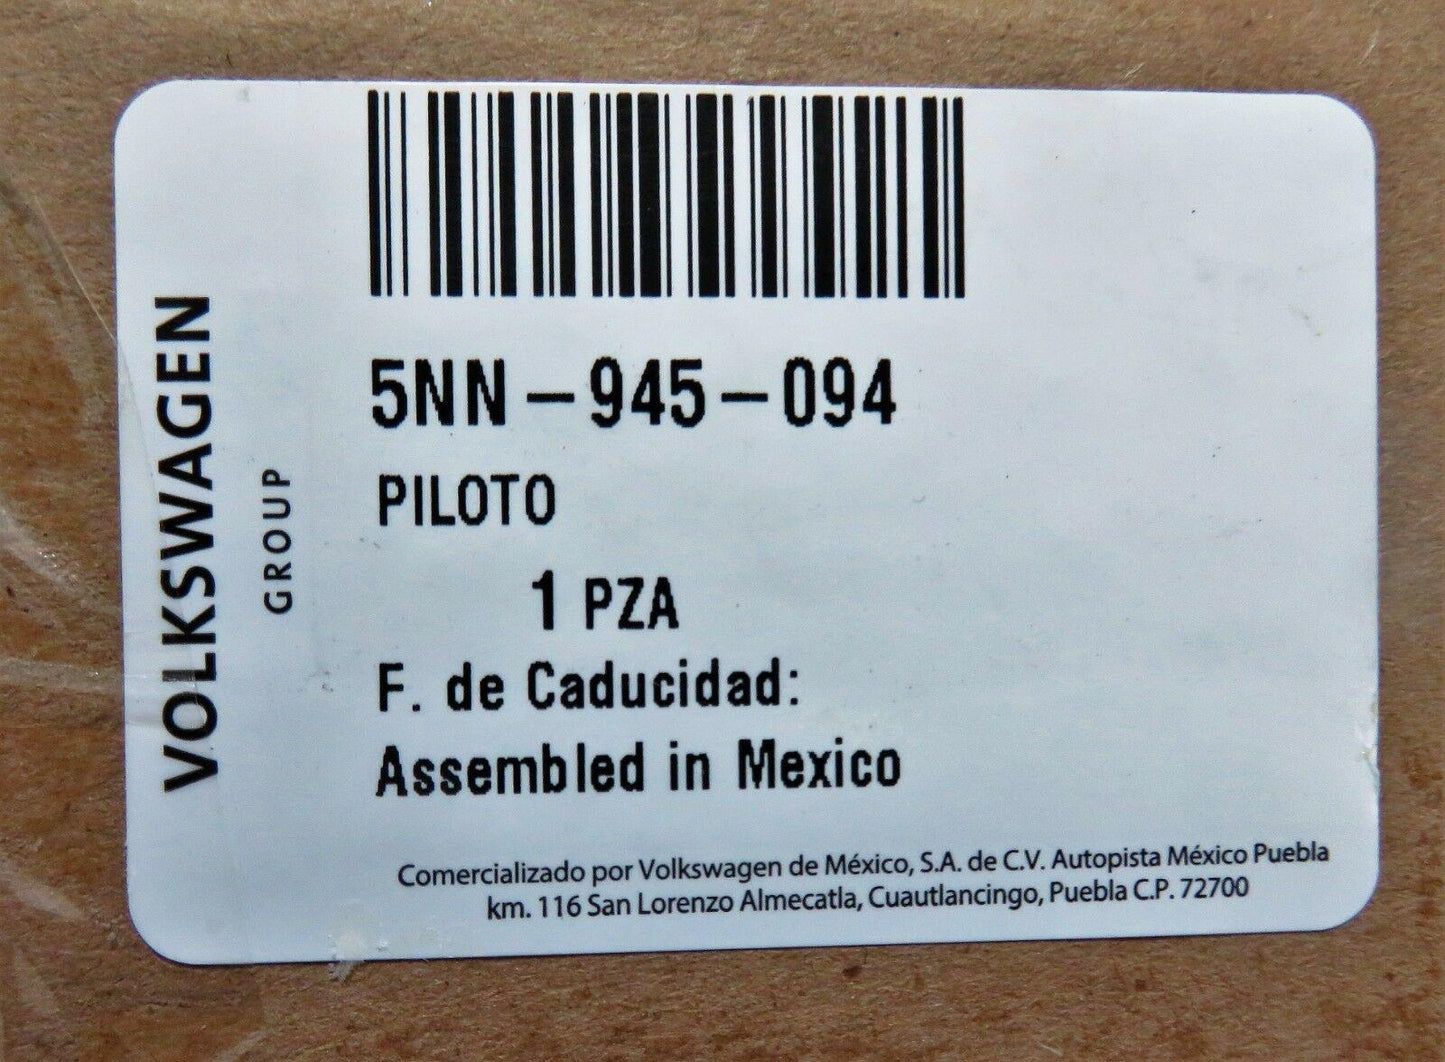 VOLKSWAGEN
GROUP
5NN-945-094
PILOTO
1 PZA
F. de Caducidad:
Assembled in Mexico
Comercializado por Volkswagen de México, S.A. de C.V. Autopista México Puebla
km. 116 San Lorenzo Almecatla, Cuautlancingo, Puebla C.P. 72700